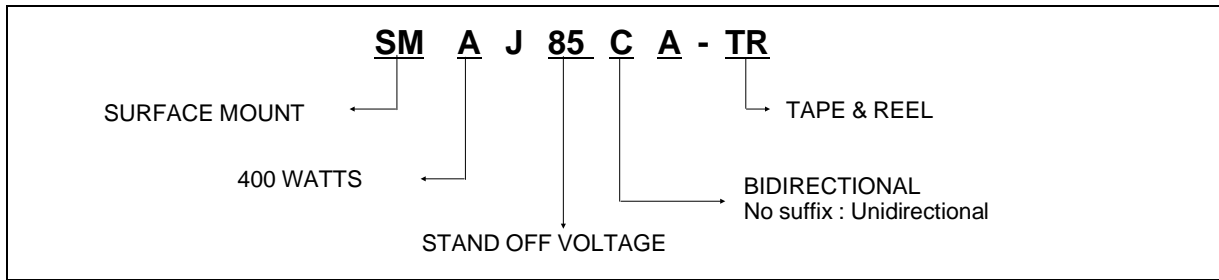 SM A J 85 C A - TR
SURFACE MOUNT
TAPE & REEL
400 WATTS
BIDIRECTIONAL
No suffix : Unidirectional
STAND OFF VOLTAGE